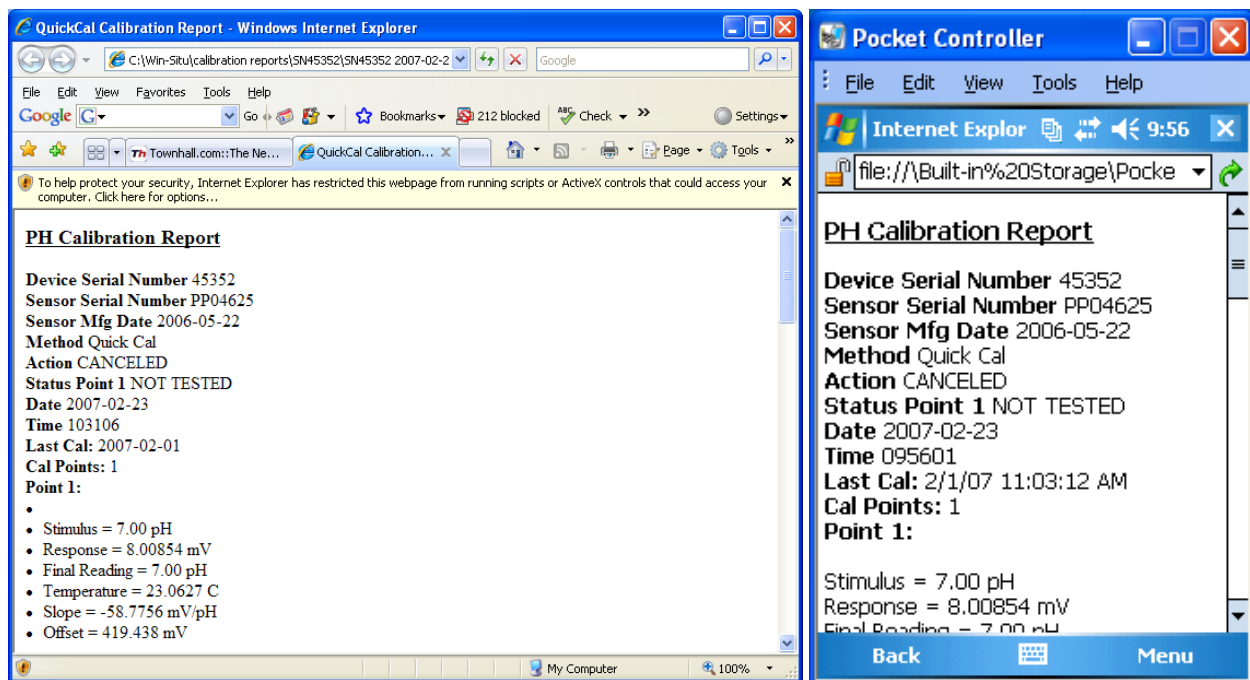 QuickCal Calibration Report - Windows Internet Explorer
C:\Win-Situ\calibration reports\SN45352\SN45352 2007-02-2
Google
File Edit View Favorites Tools Help
Google G Go Bookmarks 212 blocked ABC Check » Settings
Th Townhall.com::The Ne... QuickCal Calibration... X Page Tools »
To help protect your security, Internet Explorer has restricted this webpage from running scripts or ActiveX controls that could access your
computer. Click here for options...
PH Calibration Report
Device Serial Number 45352
Sensor Serial Number PP04625
Sensor Mfg Date 2006-05-22
Method Quick Cal
Action CANCELED
Status Point 1 NOT TESTED
Date 2007-02-23
Time 103106
Last Cal: 2007-02-01
Cal Points: 1
Point 1:
•
• Stimulus = 7.00 pH
• Response = 8.00854 mV
• Final Reading = 7.00 pH
• Temperature = 23.0627 C
• Slope = -58.7756 mV/pH
• Offset = 419.438 mV
My Computer 100%
Pocket Controller
File Edit View Tools Help
Internet Explor 9:56
file://\Built-in%20Storage\Pocke
PH Calibration Report
Device Serial Number 45352
Sensor Serial Number PP04625
Sensor Mfg Date 2006-05-22
Method Quick Cal
Action CANCELED
Status Point 1 NOT TESTED
Date 2007-02-23
Time 095601
Last Cal: 2/1/07 11:03:12 AM
Cal Points: 1
Point 1:
Stimulus = 7.00 pH
Response = 8.00854 mV
Final Reading = 7.00 pH
Back Menu